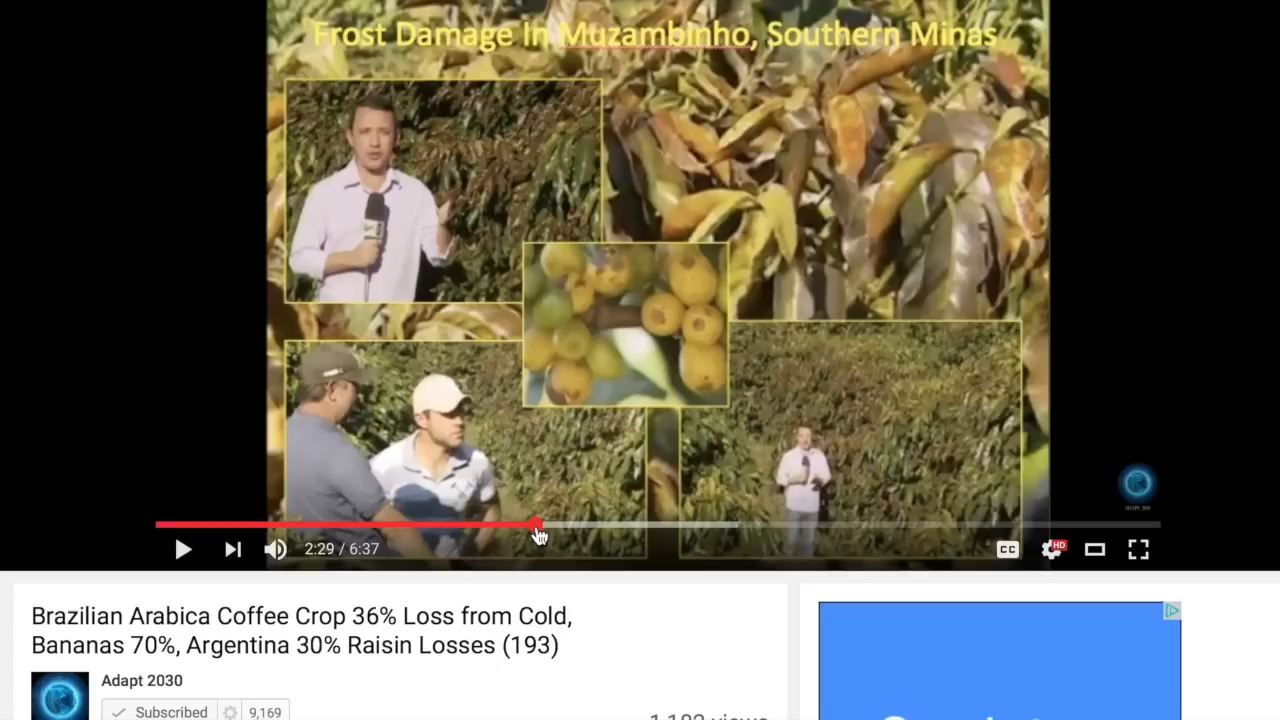 Frost Damage In Muzambinho, Southern Minas
2:29 / 6:37
CC
HD
Brazilian Arabica Coffee Crop 36% Loss from Cold,
Bananas 70%, Argentina 30% Raisin Losses (193)
Adapt 2030
Subscribed 9,169